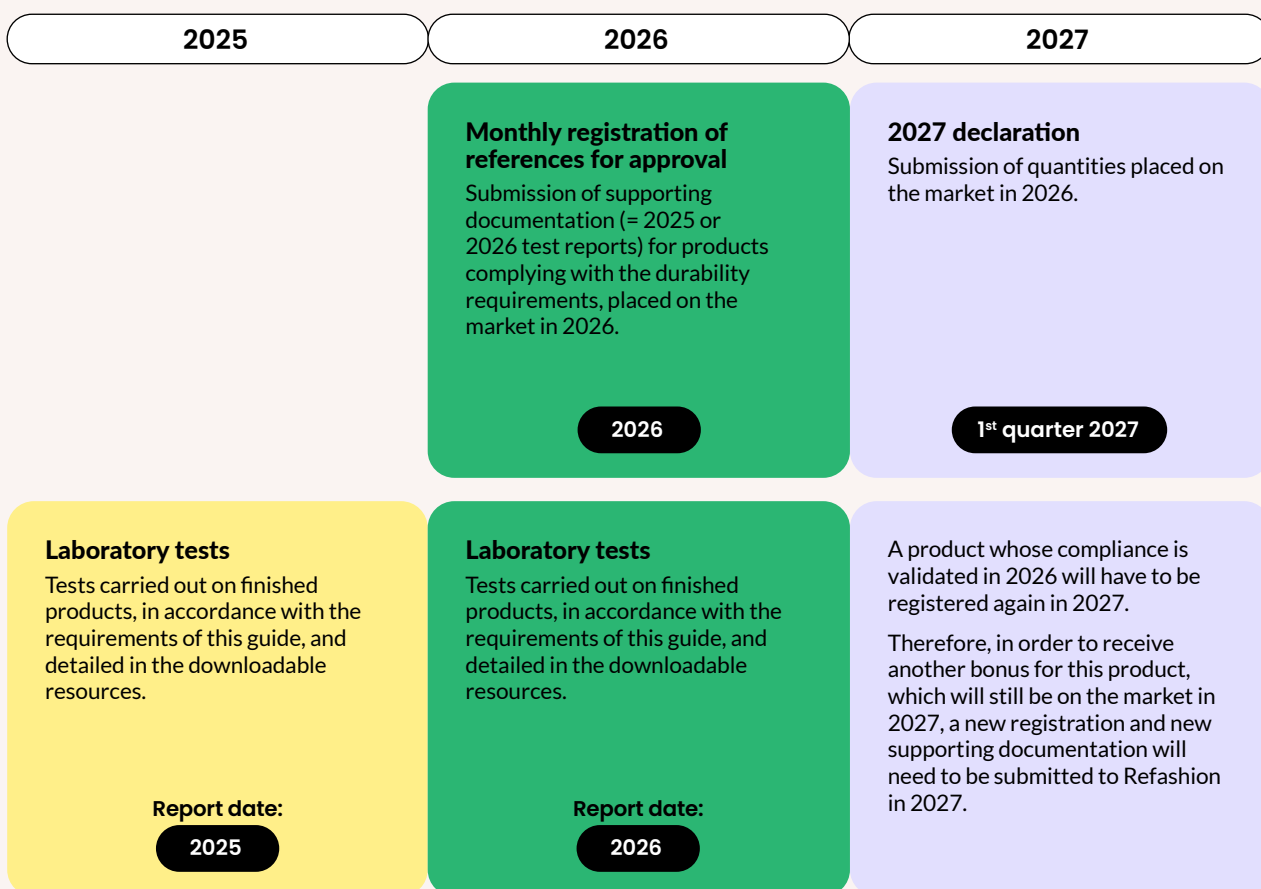 2025
2026
2027
Monthly registration of
references for approval
Submission of supporting
documentation (= 2025 or
2026 test reports) for products
complying with the durability
requirements, placed on the
market in 2026.
2026
2027 declaration
Submission of quantities placed on
the market in 2026.
1st quarter 2027
Laboratory tests
Tests carried out on finished
products, in accordance with the
requirements of this guide, and
detailed in the downloadable
resources.
Report date:
2025
Laboratory tests
Tests carried out on finished
products, in accordance with the
requirements of this guide, and
detailed in the downloadable
resources.
Report date:
2026
A product whose compliance is
validated in 2026 will have to be
registered again in 2027.
Therefore, in order to receive
another bonus for this product,
which will still be on the market in
2027, a new registration and new
supporting documentation will
need to be submitted to Refashion
in 2027.